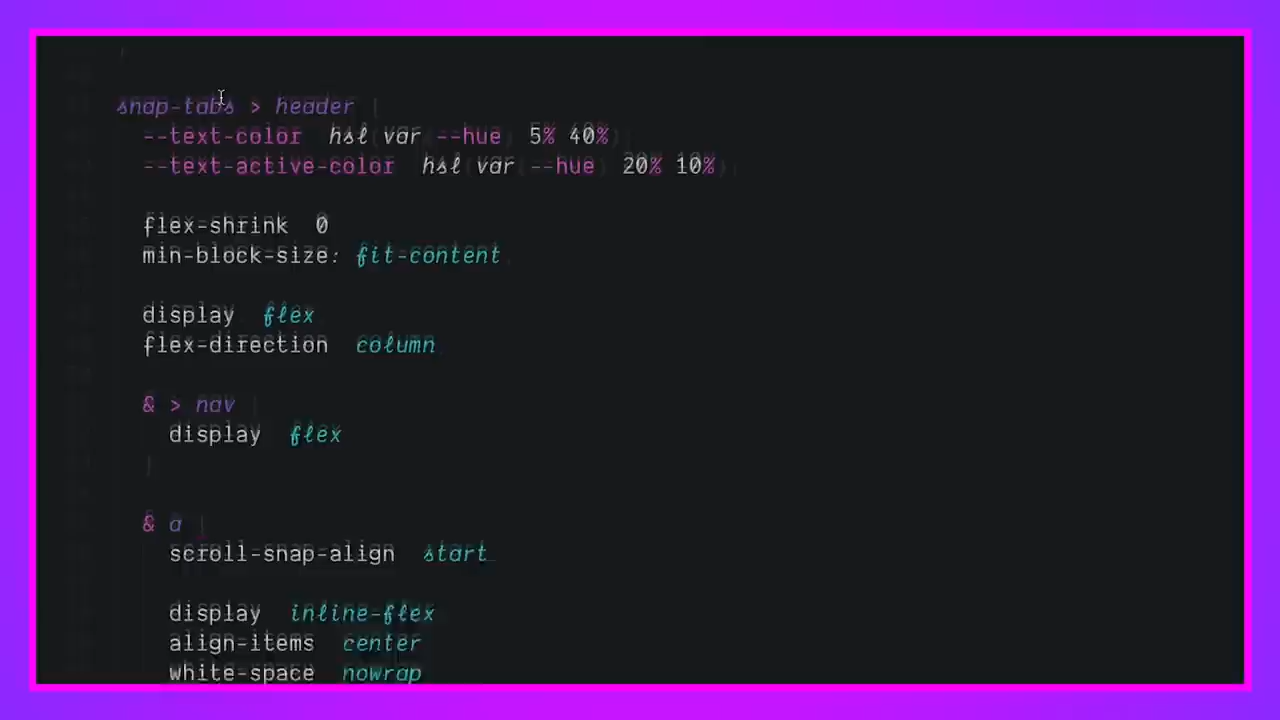 snap-tabs > header {
--text-color hsl(var(--hue) 5% 40%);
--text-active-color hsl(var(--hue) 20% 10%);
flex-shrink 0
min-block-size: fit-content
display flex
flex-direction column
& > nav {
display flex
}
& a {
scroll-snap-align start
display inline-flex
align-items center
white-space nowrap